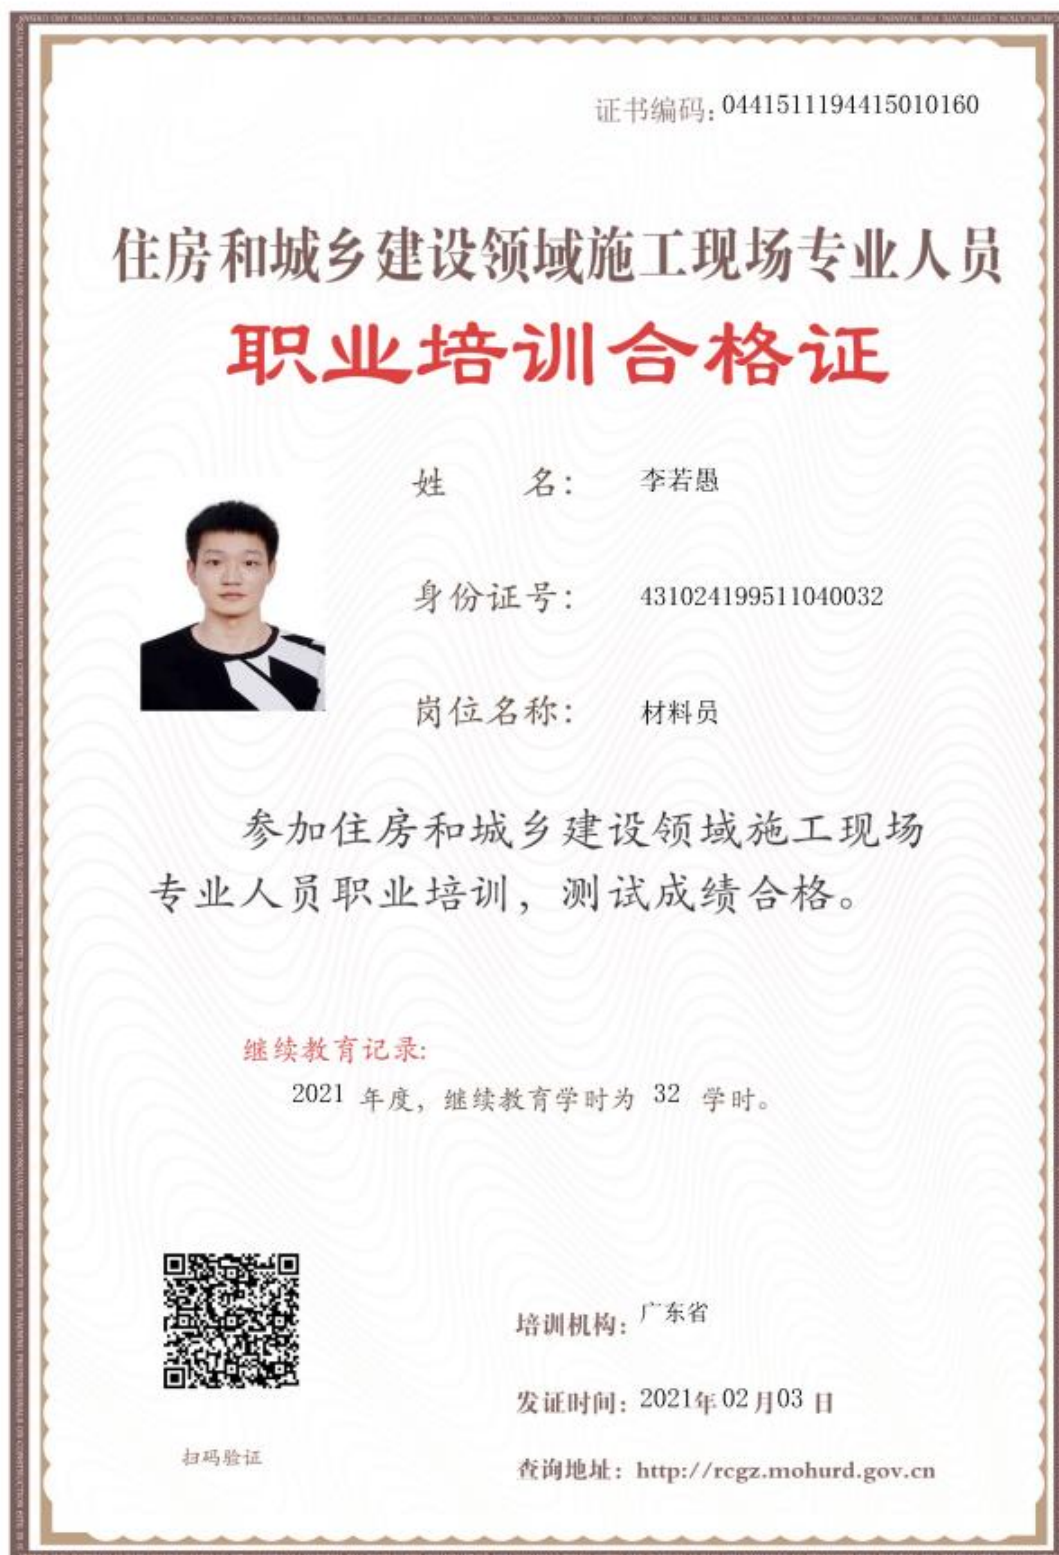 证书编码：0441511194415010160
住房和城乡建设领域施工现场专业人员
职业培训合格证
姓 名： 李若愚
身份证号： 431024199511040032
岗位名称： 材料员
参加住房和城乡建设领域施工现场
专业人员职业培训，测试成绩合格。
继续教育记录:
2021 年度，继续教育学时为 32 学时。
培训机构：广东省
发证时间：2021年 02 月 03 日
扫码验证
查询地址：http://rcgz.mohurd.gov.cn